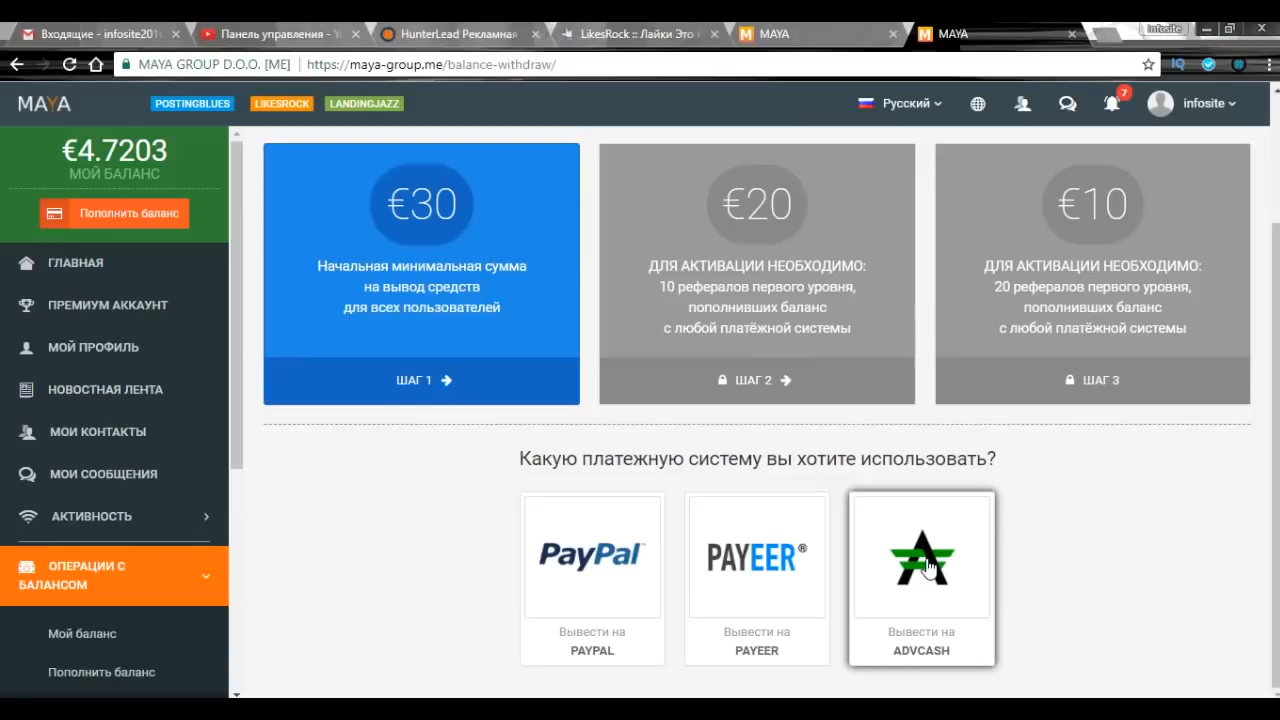 Входящие - infosite201
Панель управления - Y
HunterLead Рекламная
LikesRock :: Лайки Это
MAYA
MAYA
infosite
MAYA GROUP D.O.O. [ME]
https://maya-group.me/balance-withdraw/
IQ
MAYA
POSTINGBLUES
LIKESROCK
LANDINGJAZZ
Русский
7
infosite
€4.7203
МОЙ БАЛАНС
Пополнить баланс
ГЛАВНАЯ
ПРЕМИУМ АККАУНТ
МОЙ ПРОФИЛЬ
НОВОСТНАЯ ЛЕНТА
МОИ КОНТАКТЫ
МОИ СООБЩЕНИЯ
АКТИВНОСТЬ
ОПЕРАЦИИ С
БАЛАНСОМ
Мой баланс
Пополнить баланс
€30
Начальная минимальная сумма
на вывод средств
для всех пользователей
ШАГ 1
€20
ДЛЯ АКТИВАЦИИ НЕОБХОДИМО:
10 рефералов первого уровня,
пополнивших баланс
с любой платёжной системы
ШАГ 2
€10
ДЛЯ АКТИВАЦИИ НЕОБХОДИМО:
20 рефералов первого уровня,
пополнивших баланс
с любой платёжной системы
ШАГ 3
Какую платежную систему вы хотите использовать?
PayPal
Вывести на
PAYPAL
PAYEER®
Вывести на
PAYEER
Вывести на
ADVCASH